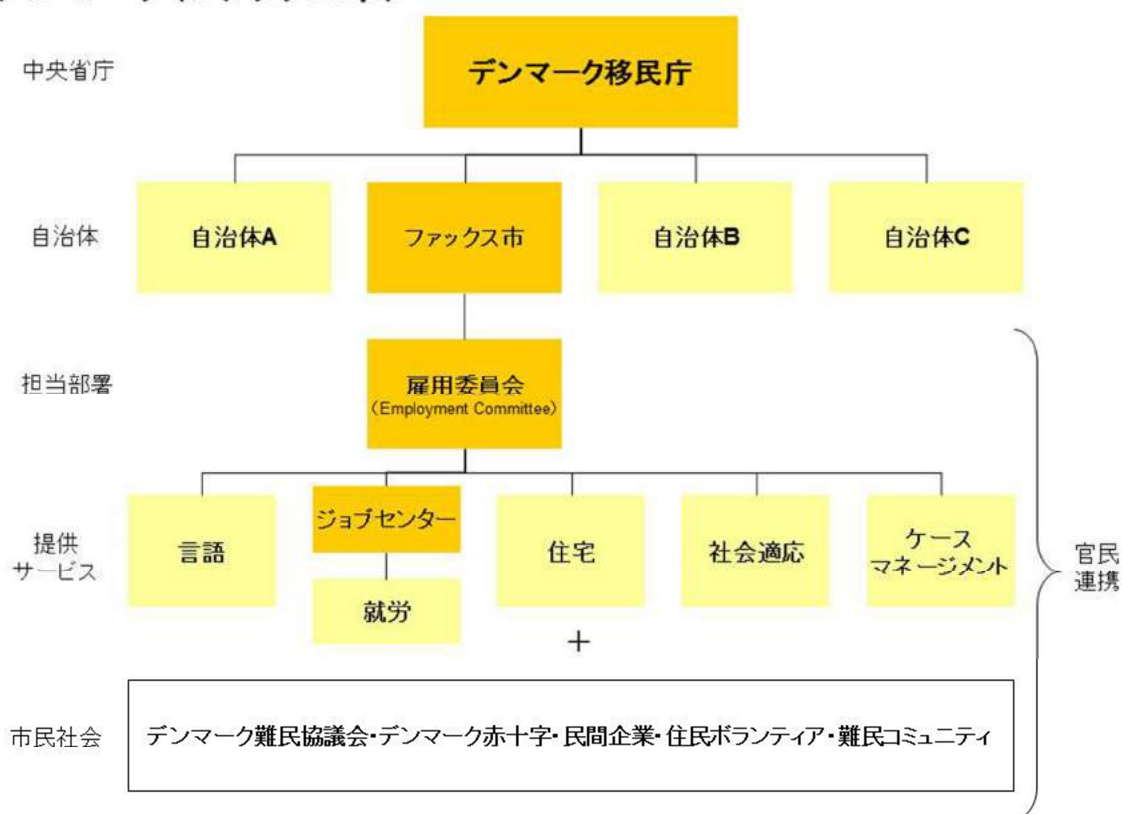 中央省庁
デンマーク移民庁
自治体
自治体A
ファックス市
自治体B
自治体C
担当部署
雇用委員会
（Employment Committee）
提供
サービス
言語
ジョブセンター
就労
住宅
社会適応
ケース
マネージメント
官民
連携
+
市民社会
デンマーク難民協議会・デンマーク赤十字・民間企業・住民ボランティア・難民コミュニティ